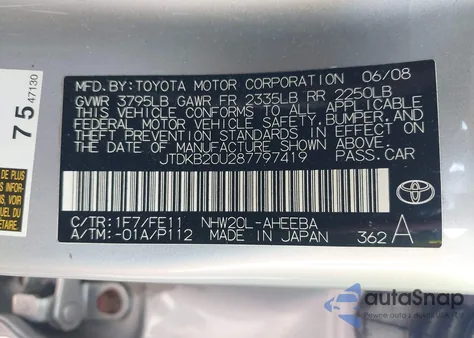 MFD. BY: TOYOTA MOTOR CORPORATION 06/08
GVWR 3795LB GAWR FR 2335LB RR 2250LB
THIS VEHICLE CONFORMS TO ALL APPLICABLE
FEDERAL MOTOR VEHICLE SAFETY, BUMPER, AND
THEFT PREVENTION STANDARDS IN EFFECT ON
THE DATE OF MANUFACTURE SHOWN ABOVE.
JTDKB20U287797419 PASS.CAR
TOYOTA
C/TR: 1F7/FE11 NHW20L-AHEEBA
A/TM: -01A/P112 MADE IN JAPAN 362 A
75 47130
autoSnap